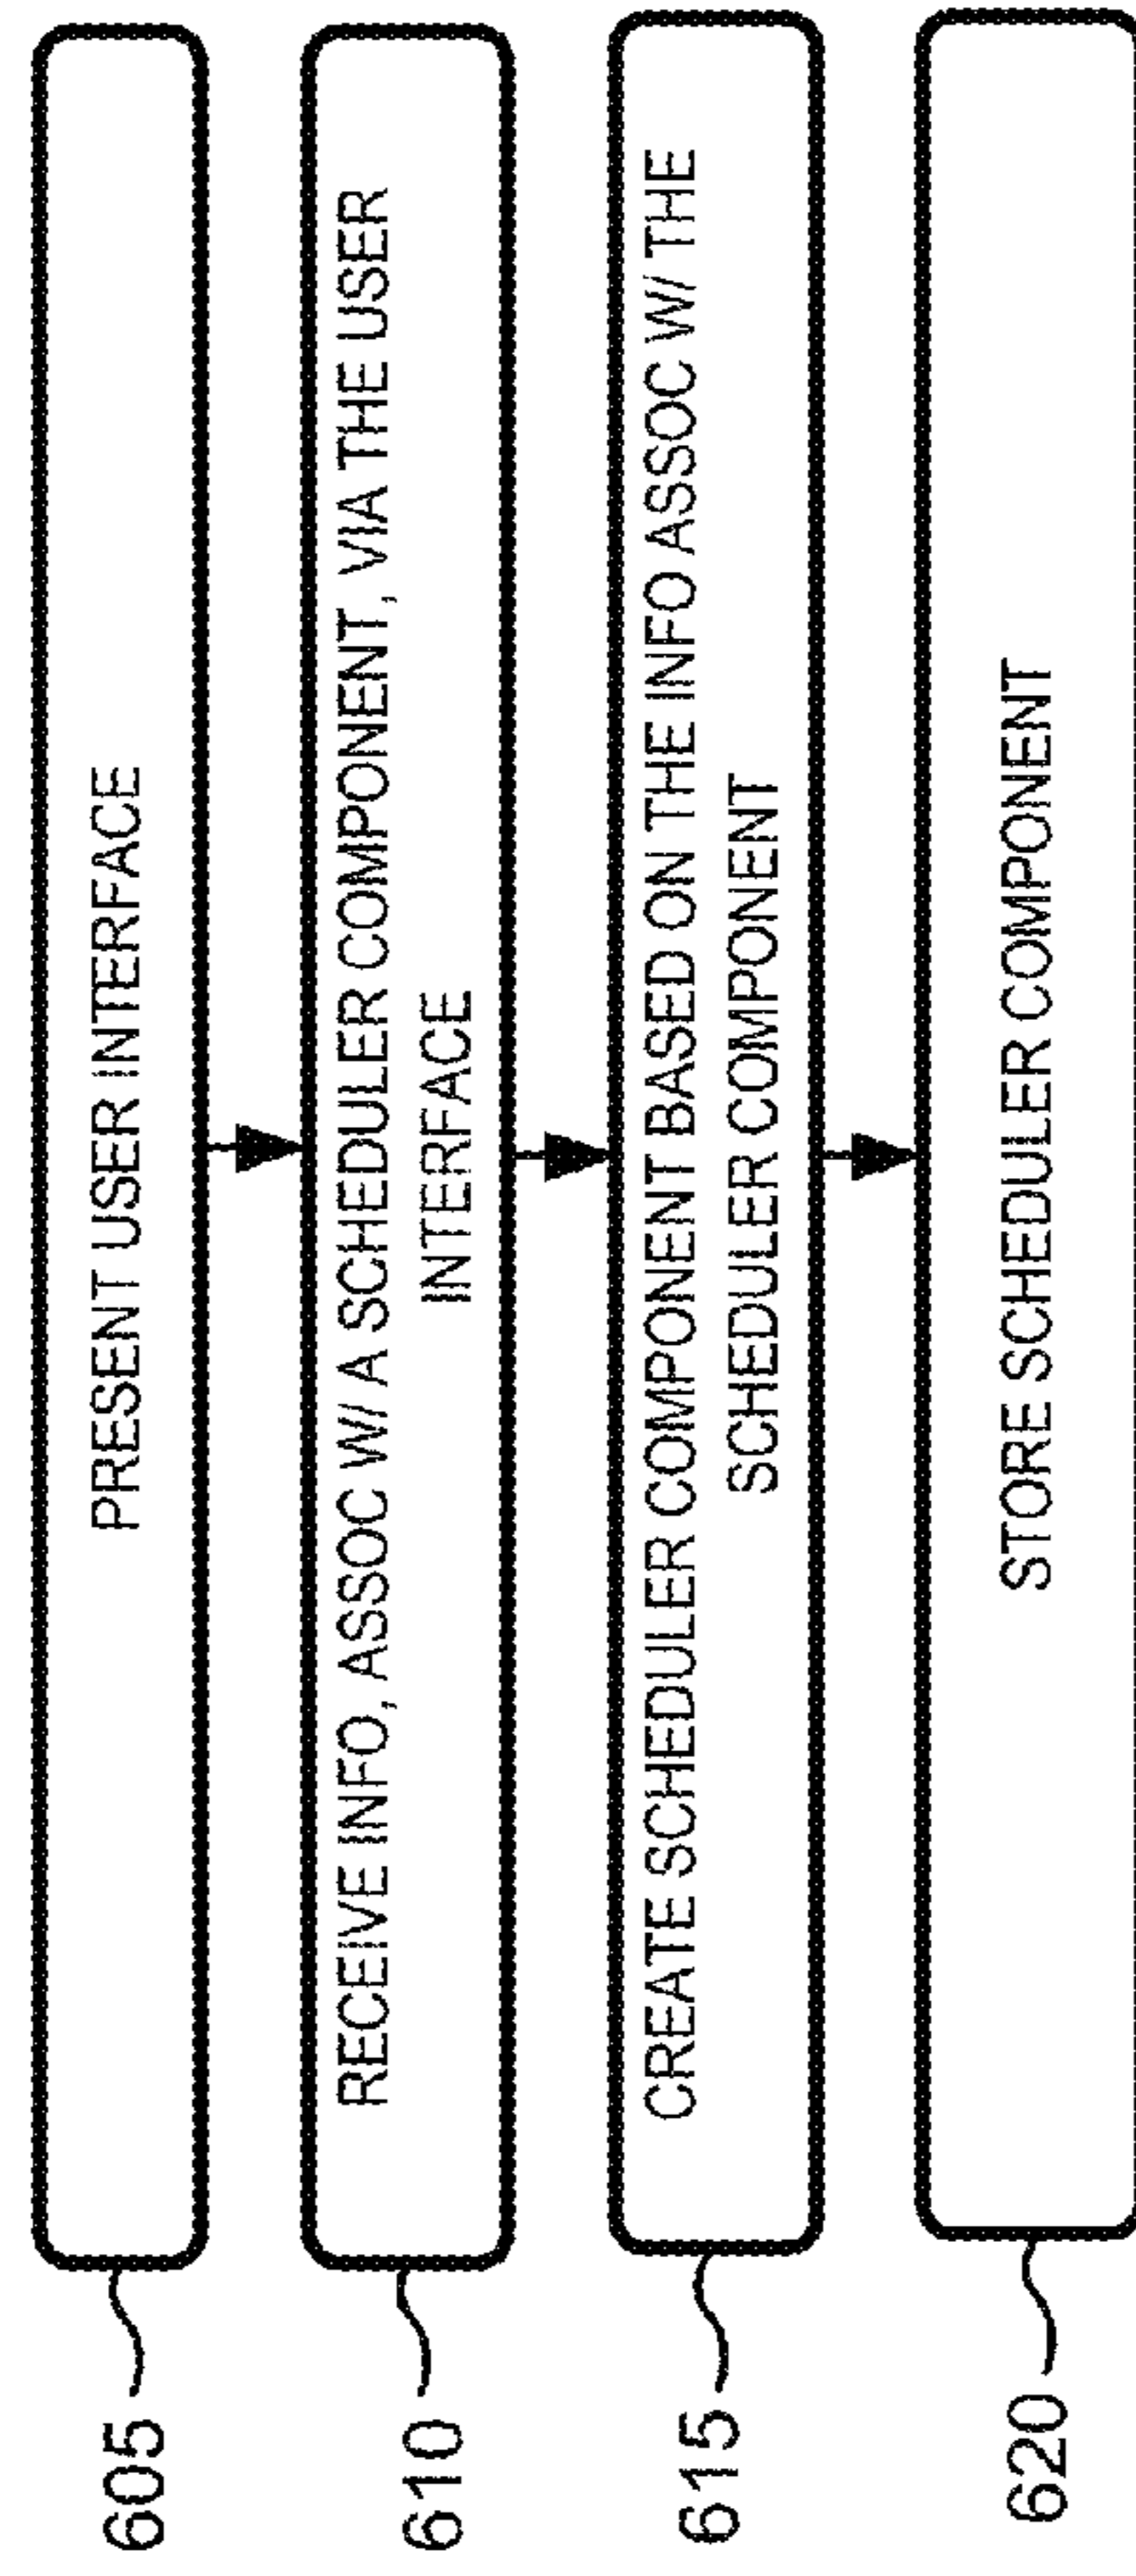 605
PRESENT USER INTERFACE
610
RECEIVE INFO, ASSOC W/ A SCHEDULER COMPONENT, VIA THE USER
INTERFACE
615
CREATE SCHEDULER COMPONENT BASED ON THE INFO ASSOC W/ THE
SCHEDULER COMPONENT
620
STORE SCHEDULER COMPONENT